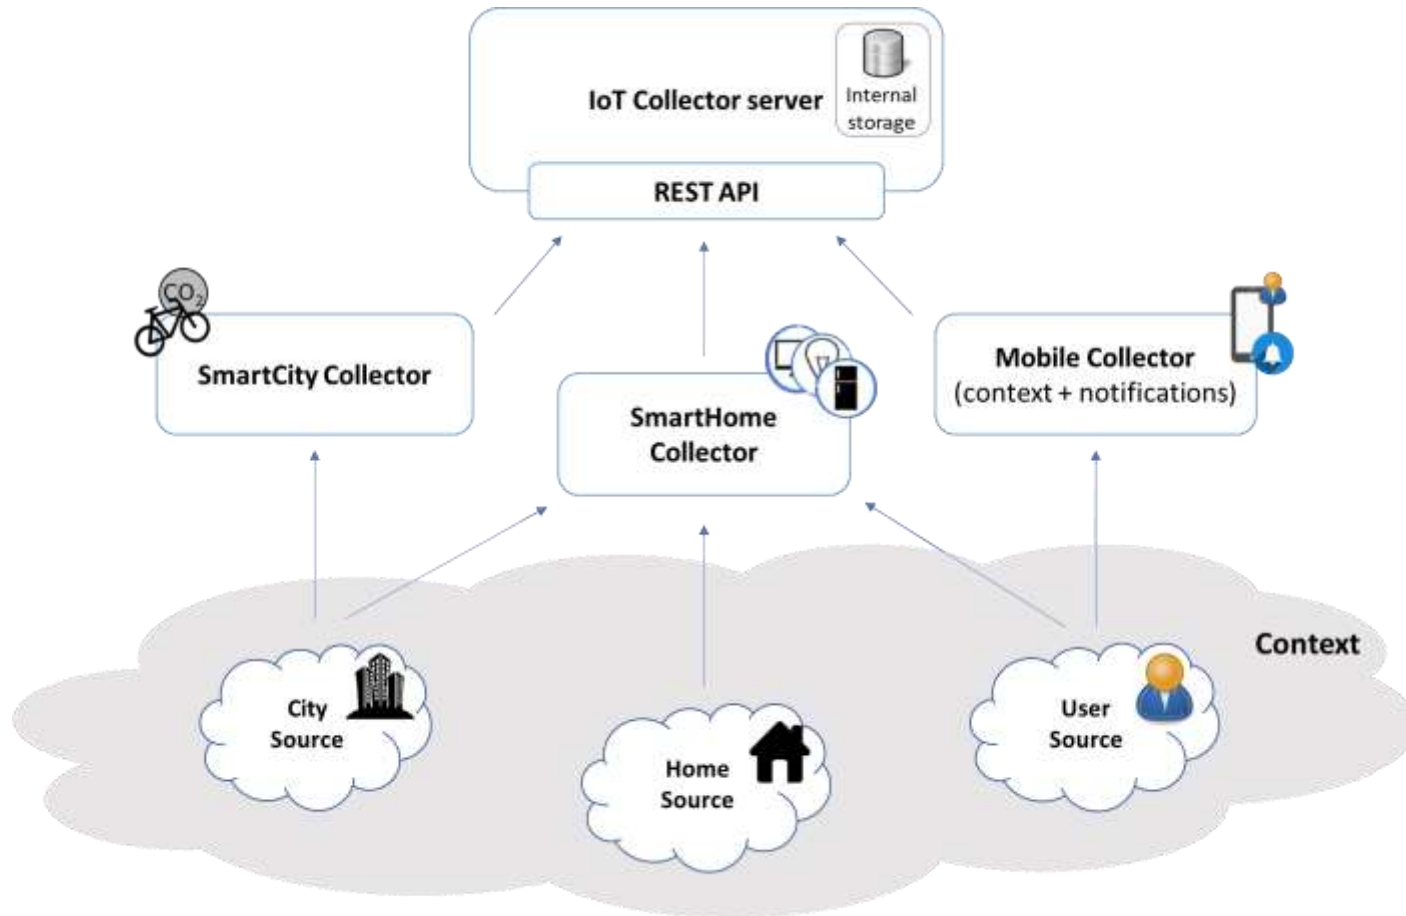 IoT Collector server
Internal
storage
REST API
CO2
SmartCity Collector
SmartHome
Collector
Mobile Collector
(context + notifications)
Context
City
Source
Home
Source
User
Source